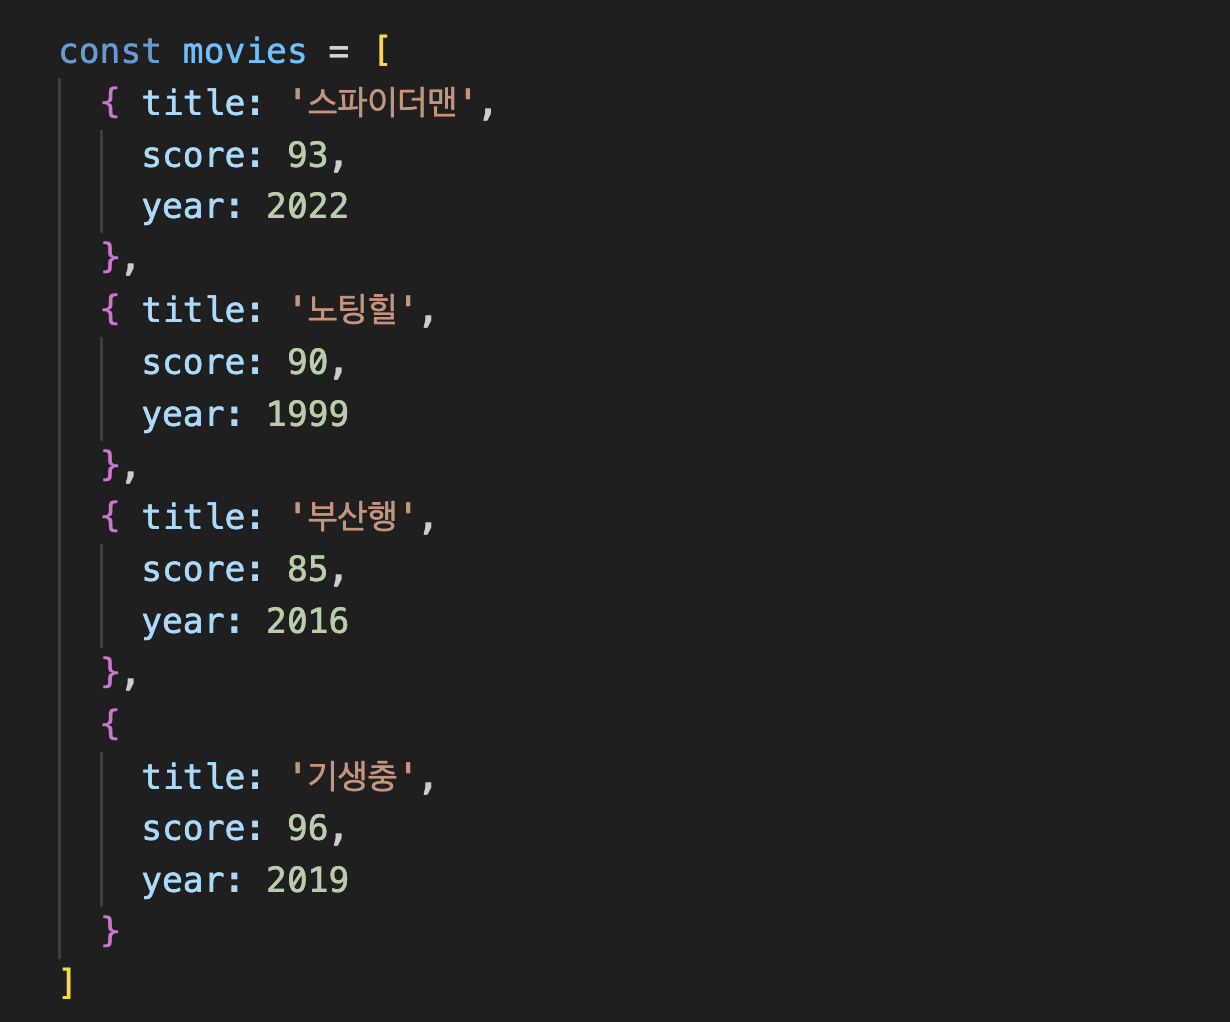 const movies = [
  { title: '스파이더맨',
    score: 93,
    year: 2022
  },
  { title: '노팅힐',
    score: 90,
    year: 1999
  },
  { title: '부산행',
    score: 85,
    year: 2016
  },
  {
    title: '기생충',
    score: 96,
    year: 2019
  }
]